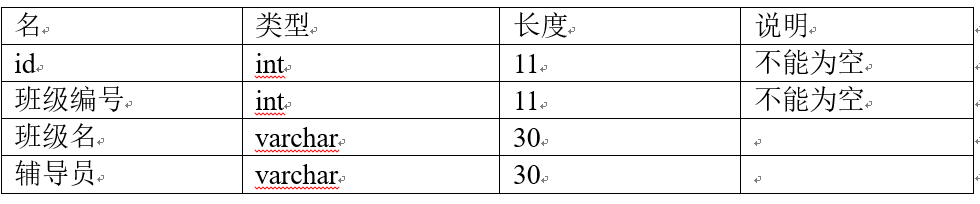 名 类型 长度 说明
id int 11 不能为空
班级编号 int 11 不能为空
班级名 varchar 30
辅导员 varchar 30